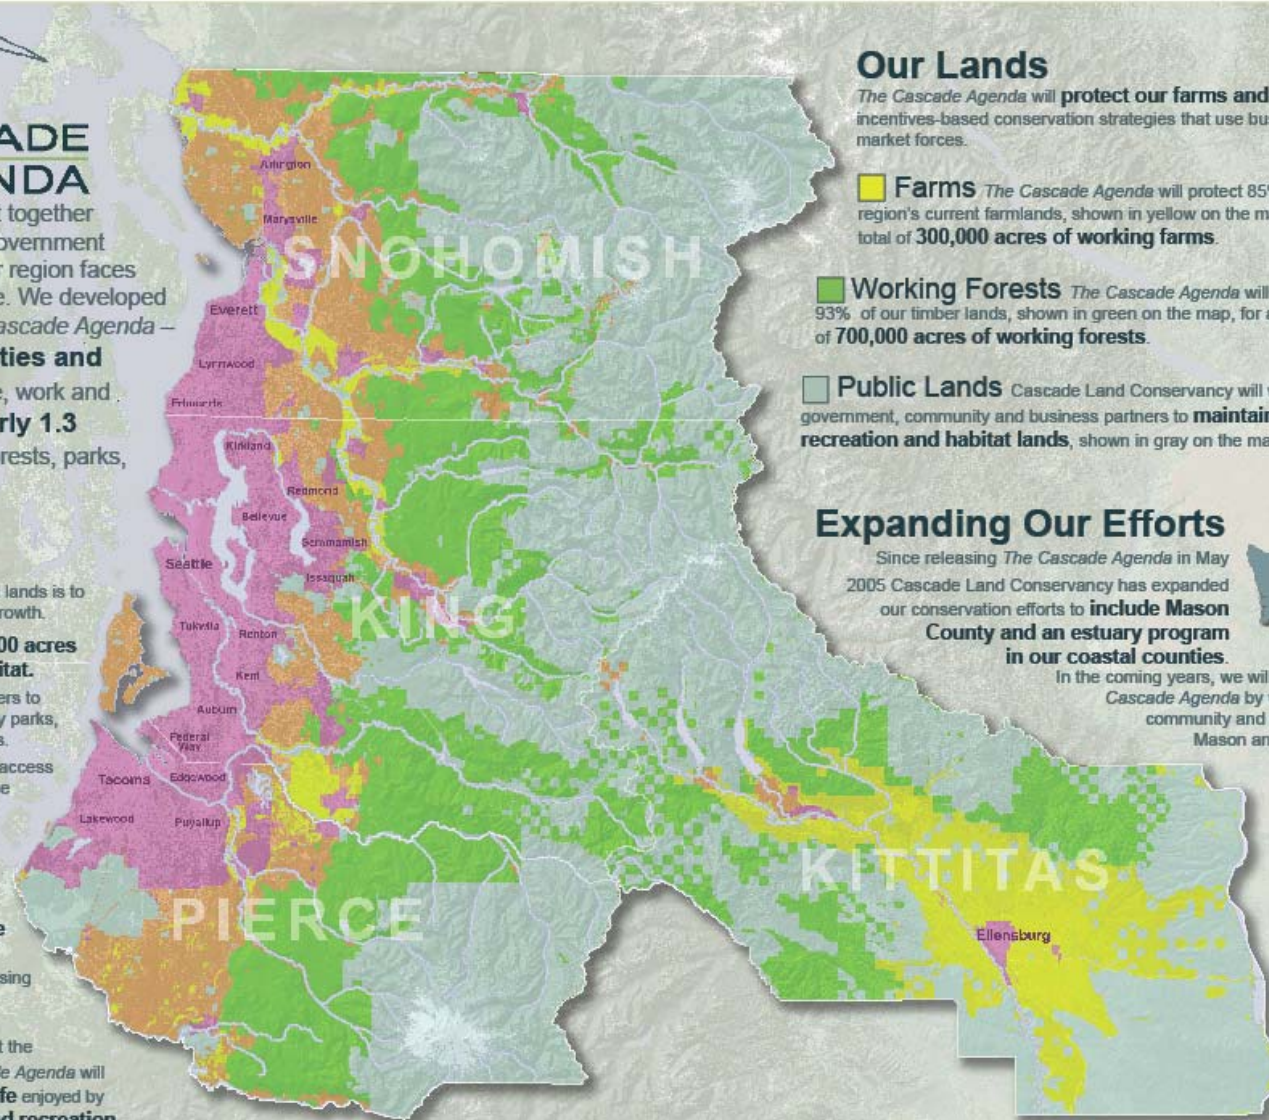 ADE
NDA
together
overnment
region faces
e. We developed
ascade Agenda –
ties and
e, work and
rly 1.3
rests, parks,
lands is to
rowth.
00 acres
itat.
ers to
y parks,
s.
access
e
e
sing
t the
e Agenda will
fe enjoyed by
d recreation
Our Lands
The Cascade Agenda will protect our farms and
incentives-based conservation strategies that use bus
market forces.
Farms The Cascade Agenda will protect 85%
region's current farmlands, shown in yellow on the m
total of 300,000 acres of working farms.
Working Forests The Cascade Agenda will
93% of our timber lands, shown in green on the map, for a
of 700,000 acres of working forests.
Public Lands Cascade Land Conservancy will
government, community and business partners to maintain
recreation and habitat lands, shown in gray on the ma
Expanding Our Efforts
Since releasing The Cascade Agenda in May
2005 Cascade Land Conservancy has expanded
our conservation efforts to include Mason
County and an estuary program
in our coastal counties.
In the coming years, we will
Cascade Agenda by
community and
Mason an
Arlington
Marysville
SNOHOMISH
Everett
Lynnwood
Edmonds
Kirkland
Redmond
Bellevue
Sammamish
Seattle
Issaquah
KING
Tukwila
Renton
Kent
Auburn
Federal
Way
Tacoma
Edgewood
Lakewood
Puyallup
PIERCE
KITTITAS
Ellensburg